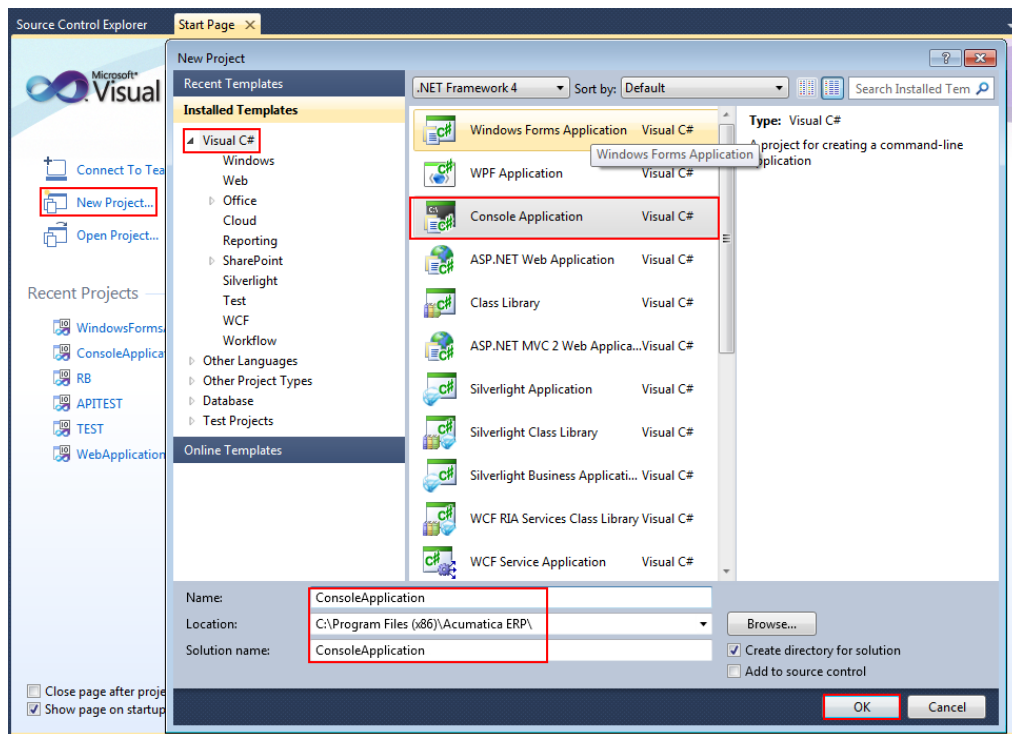 Source Control Explorer
Start Page
Microsoft®
Visual
Connect To Tea
New Project...
Open Project...
Recent Projects
WindowsForms
ConsoleApplica
RB
APITEST
TEST
WebApplication
Close page after proje
Show page on startup
New Project
Recent Templates
Installed Templates
Visual C#
Windows
Web
Office
Cloud
Reporting
SharePoint
Silverlight
Test
WCF
Workflow
Other Languages
Other Project Types
Database
Test Projects
Online Templates
.NET Framework 4 Sort by: Default Search Installed Tem
Windows Forms Application Visual C#
Windows Forms Application
WPF Application Visual C#
Console Application Visual C#
ASP.NET Web Application Visual C#
Class Library Visual C#
ASP.NET MVC 2 Web Applica... Visual C#
Silverlight Application Visual C#
Silverlight Class Library Visual C#
Silverlight Business Applicati... Visual C#
WCF RIA Services Class Library Visual C#
WCF Service Application Visual C#
Type: Visual C#
A project for creating a command-line
application
Name: ConsoleApplication
Location: C:\Program Files (x86)\Acumatica ERP\
Solution name: ConsoleApplication
Browse...
Create directory for solution
Add to source control
OK Cancel